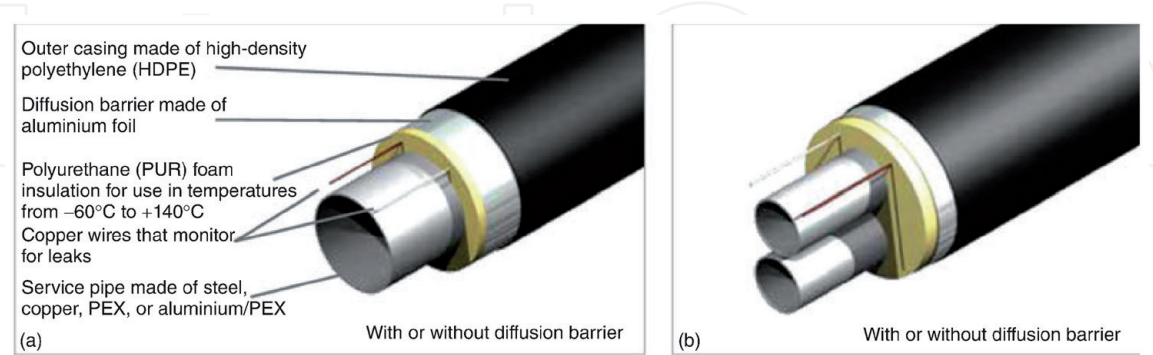 Outer casing made of high-density
polyethylene (HDPE)
Diffusion barrier made of
aluminium foil
Polyurethane (PUR) foam
insulation for use in temperatures
from –60°C to +140°C
Copper wires that monitor
for leaks
Service pipe made of steel,
copper, PEX, or aluminium/PEX
(a)
With or without diffusion barrier
(b)
With or without diffusion barrier